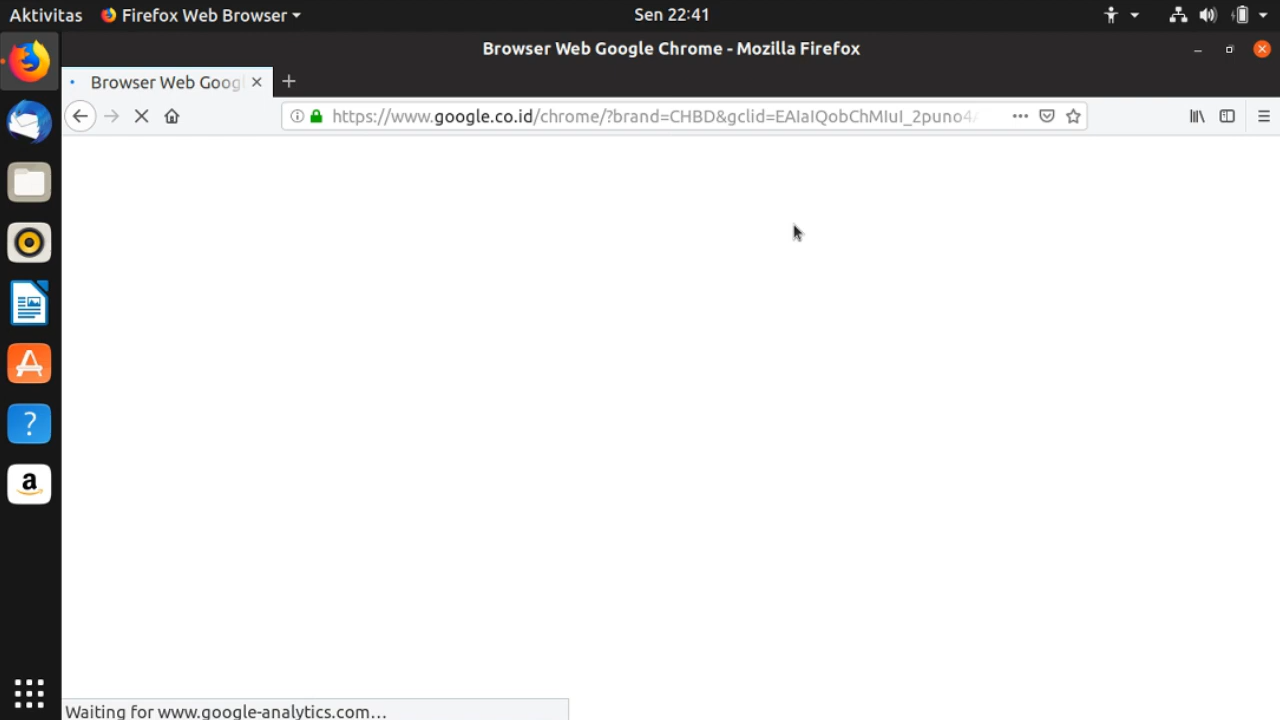 Aktivitas
Firefox Web Browser
Sen 22:41
Browser Web Google Chrome - Mozilla Firefox
Browser Web Goog
https://www.google.co.id/chrome/?brand=CHBD&gclid=EAIaIQobChMIuI_2puno4
Waiting for www.google-analytics.com...